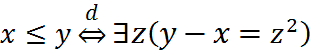 x ≤ y ⇔ᵈ ∃z(y − x = z²)